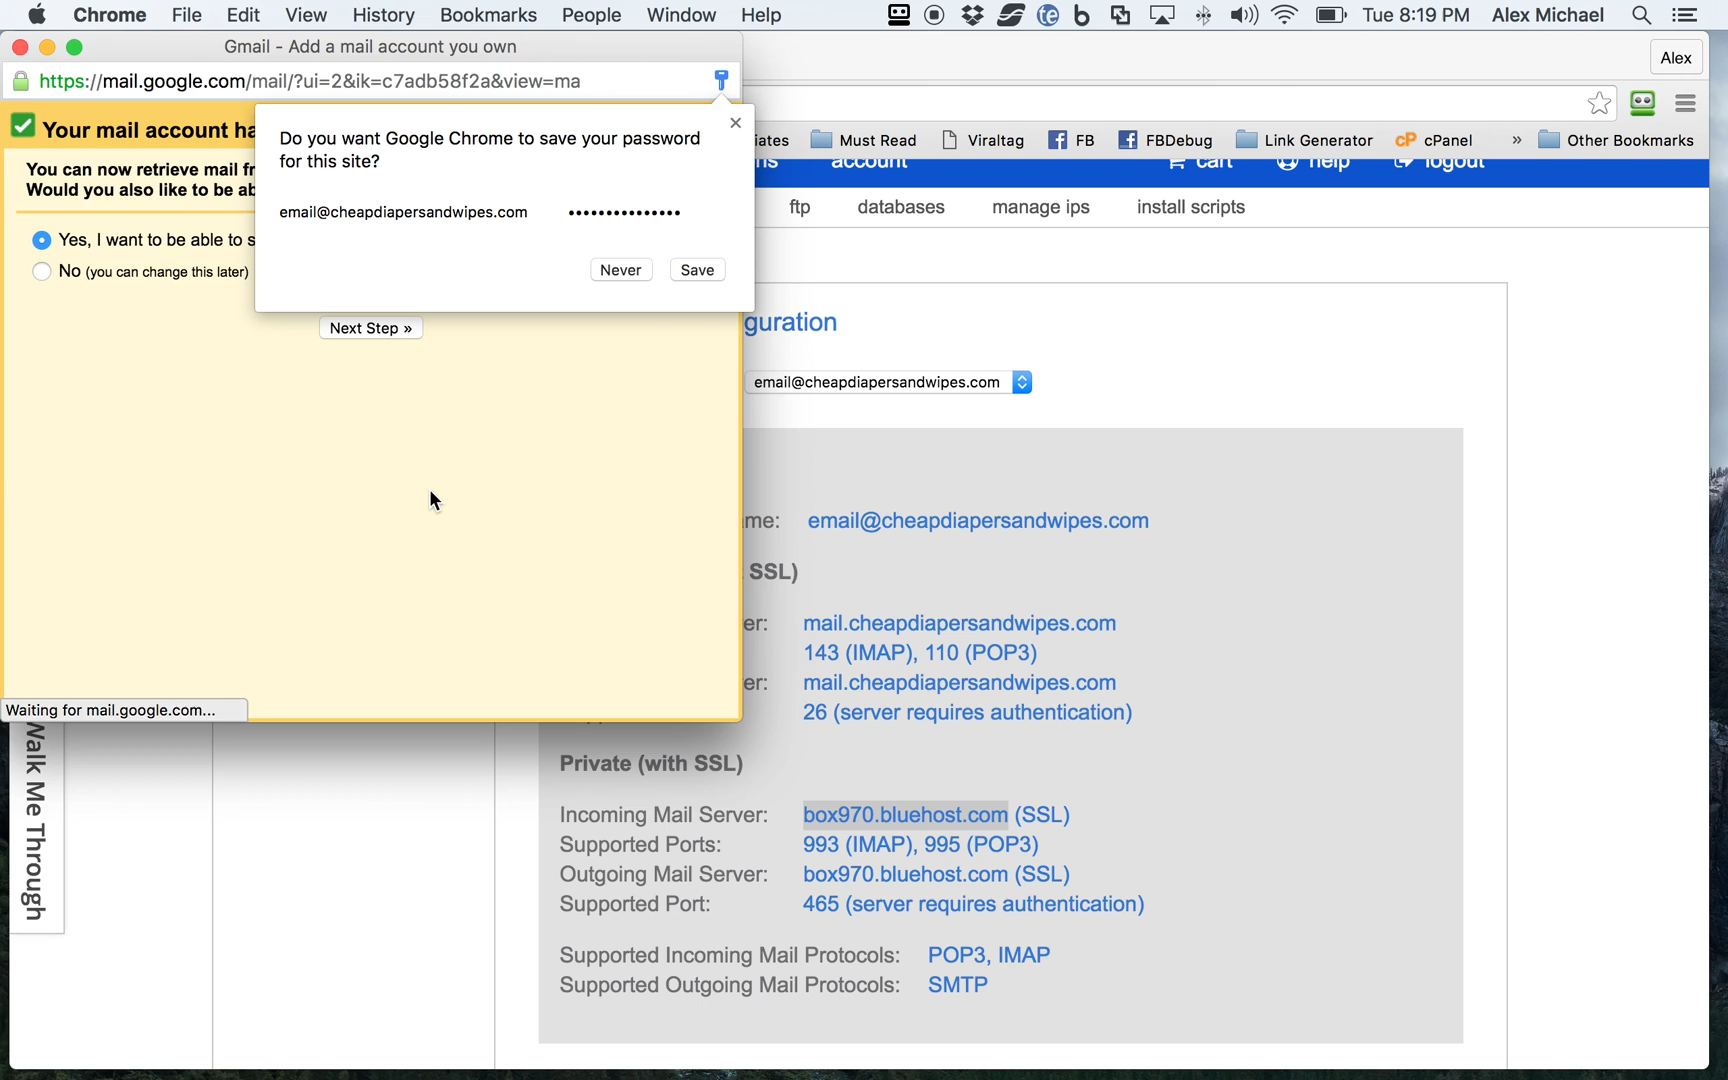 Chrome File Edit View History Bookmarks People Window Help Tue 8:19 PM Alex Michael
Gmail - Add a mail account you own
Alex
https://mail.google.com/mail/?ui=2&ik=c7adb58f2a&view=ma
Your mail account ha
You can now retrieve mail fr
Would you also like to be ab
Yes, I want to be able to s
No (you can change this later)
Next Step »
Do you want Google Chrome to save your password
for this site?
email@cheapdiapersandwipes.com •••••••••••••••
Never Save
iates Must Read Viraltag FB FBDebug Link Generator cP cPanel » Other Bookmarks
ns account cart help logout
ftp databases manage ips install scripts
guration
email@cheapdiapersandwipes.com
me: email@cheapdiapersandwipes.com
SSL)
er: mail.cheapdiapersandwipes.com
143 (IMAP), 110 (POP3)
er: mail.cheapdiapersandwipes.com
26 (server requires authentication)
Waiting for mail.google.com...
Walk Me Through
Private (with SSL)
Incoming Mail Server: box970.bluehost.com (SSL)
Supported Ports: 993 (IMAP), 995 (POP3)
Outgoing Mail Server: box970.bluehost.com (SSL)
Supported Port: 465 (server requires authentication)
Supported Incoming Mail Protocols: POP3, IMAP
Supported Outgoing Mail Protocols: SMTP